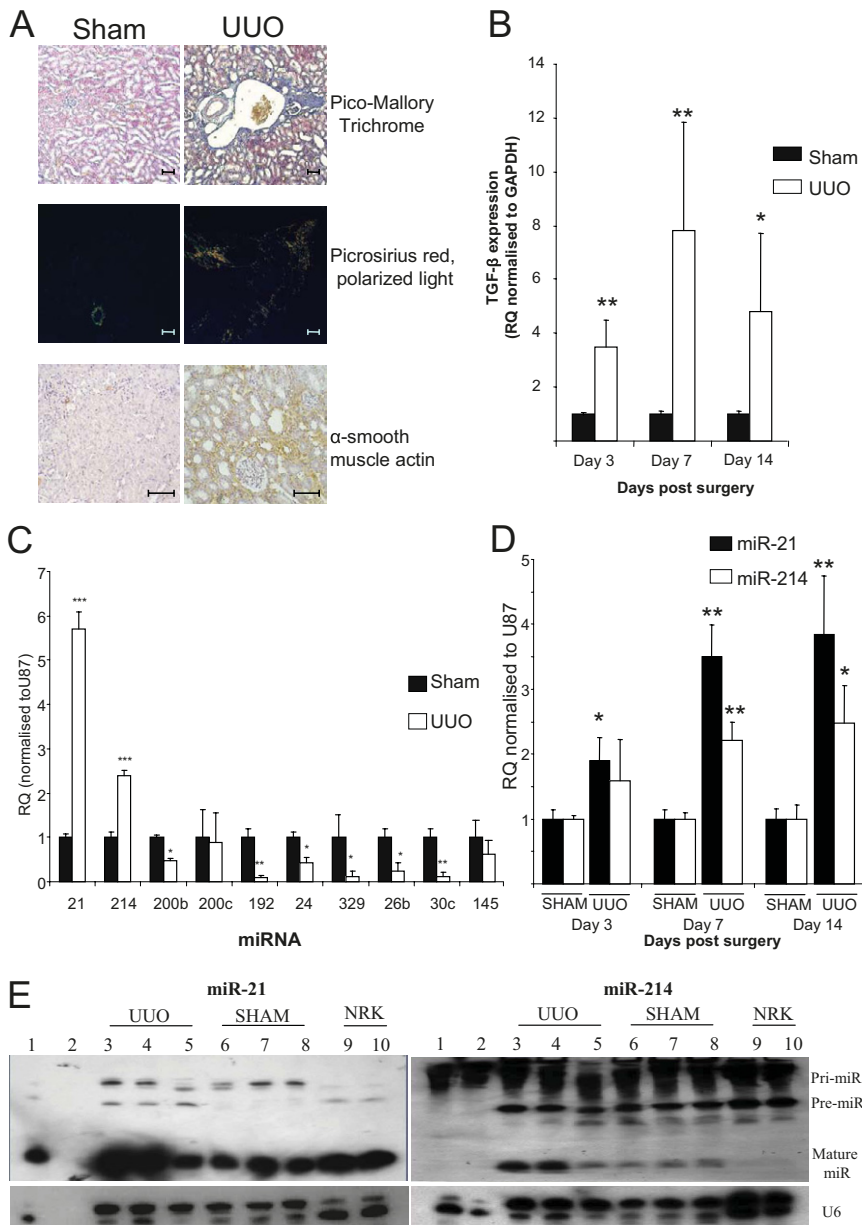 A
Sham UUO
Pico-Mallory
Trichrome
Picrosirius red,
polarized light
α-smooth
muscle actin
B
14
12
10
8
6
4
2
TGF-β expression
(RQ normalised to GAPDH)
** ** *
Sham
UUO
Day 3 Day 7 Day 14
Days post surgery
C
7
6
5
4
3
2
1
0
RQ (normalised toU87)
*** *** * ** * * * **
Sham
UUO
21 214 200b 200c 192 24 329 26b 30c 145
miRNA
D
5
4
3
2
1
0
RQ normalised to U87
miR-21
miR-214
* ** ** ** *
SHAM UUO SHAM UUO SHAM UUO
Day 3 Day 7 Day 14
Days post surgery
E
miR-21 miR-214
UUO SHAM NRK UUO SHAM NRK
1 2 3 4 5 6 7 8 9 10 1 2 3 4 5 6 7 8 9 10
Pri-miR
Pre-miR
Mature
miR
U6